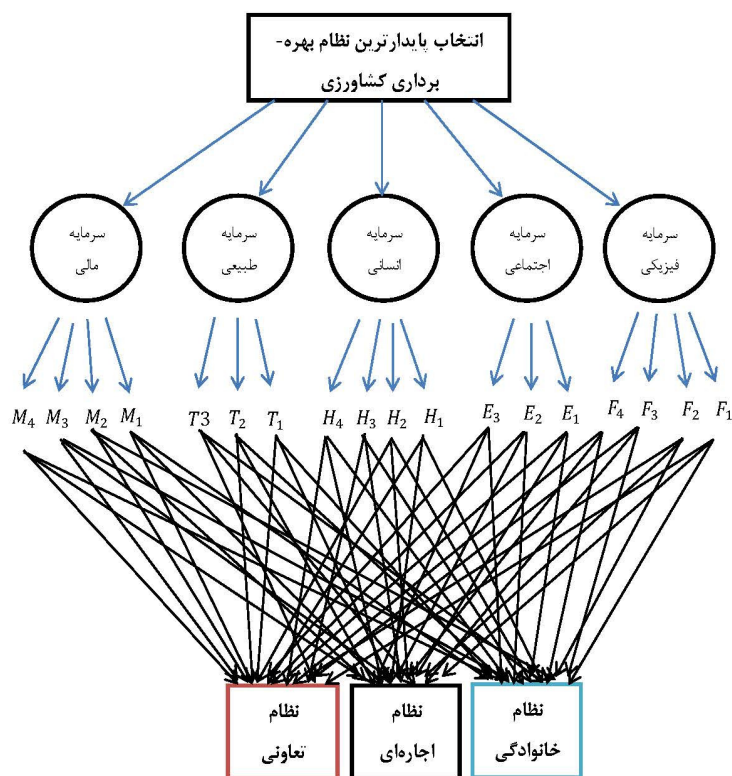 انتخاب پایدارترین نظام بهره-
برداری کشاورزی
سرمایه
فیزیکی
سرمایه
اجتماعی
سرمایه
انسانی
سرمایه
طبیعی
سرمایه
مالی
M₄ M₃ M₂ M₁ T3 T₂ T₁ H₄ H₃ H₂ H₁ E₃ E₂ E₁ F₄ F₃ F₂ F₁
نظام
خانوادگی
نظام
اجاره‌ای
نظام
تعاونی